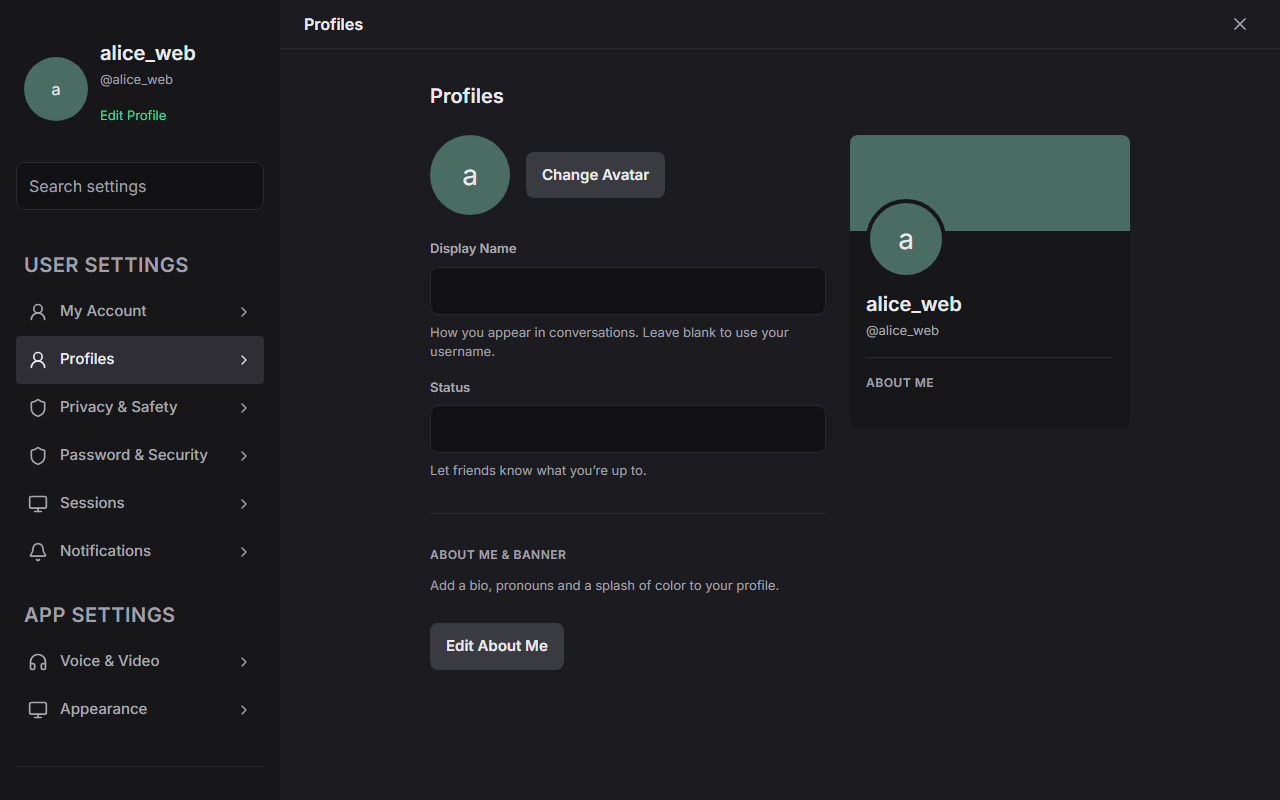 a
alice_web
@alice_web
Edit Profile
Search settings
USER SETTINGS
My Account
Profiles
Privacy & Safety
Password & Security
Sessions
Notifications
APP SETTINGS
Voice & Video
Appearance
Profiles
Profiles
a
Change Avatar
Display Name
How you appear in conversations. Leave blank to use your
username.
Status
Let friends know what you’re up to.
ABOUT ME & BANNER
Add a bio, pronouns and a splash of color to your profile.
Edit About Me
a
alice_web
@alice_web
ABOUT ME